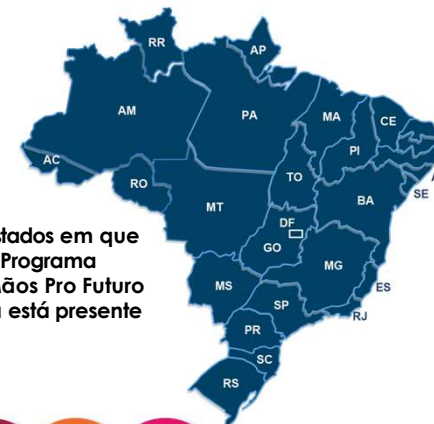 RR
AP
AM
PA
MA
CE
PI
AC
RO
TO
BA
SE
MT
DF
GO
MG
MS
ES
SP
RJ
PR
SC
RS
stados em que
Programa
ãos Pro Futuro
está presente